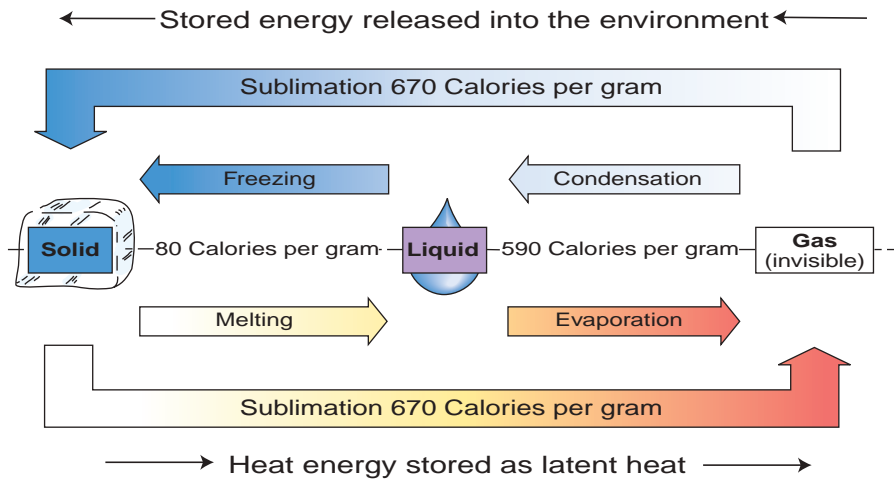 Stored energy released into the environment
Sublimation 670 Calories per gram
Freezing
Condensation
Solid
80 Calories per gram
Liquid
590 Calories per gram
Gas
(invisible)
Melting
Evaporation
Sublimation 670 Calories per gram
Heat energy stored as latent heat